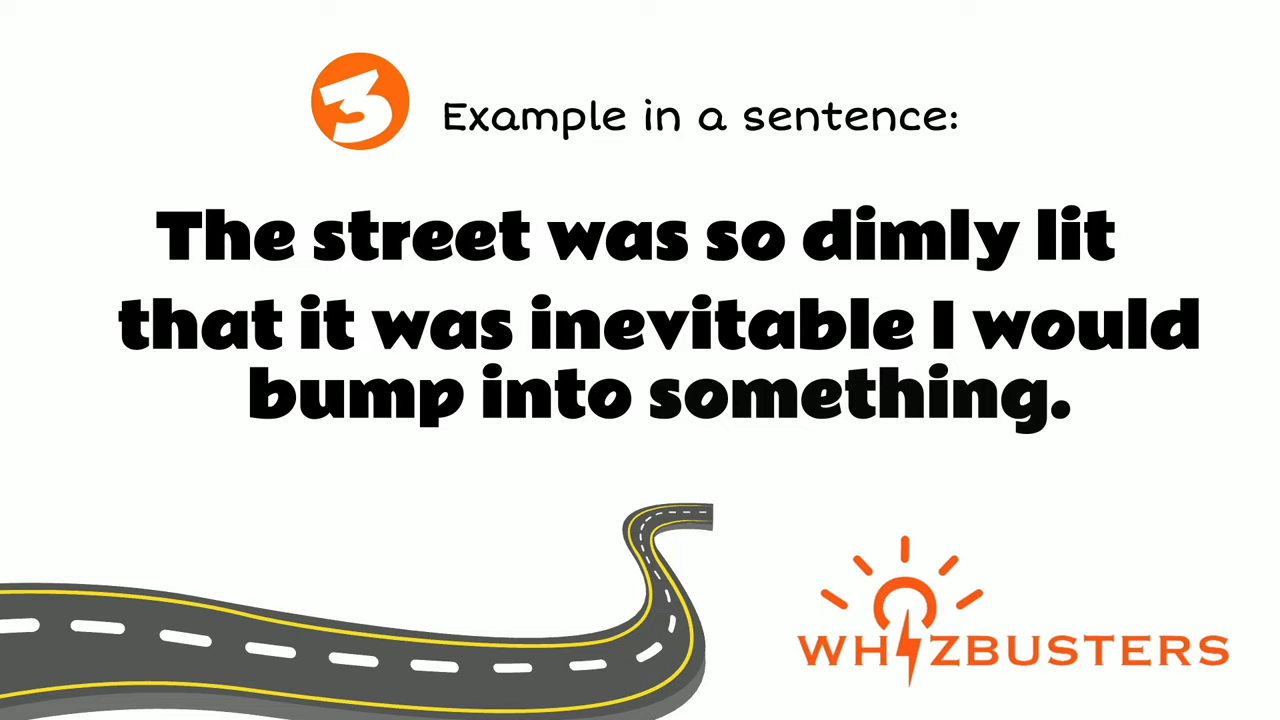 3
Example in a sentence:
The street was so dimly lit
that it was inevitable I would
bump into something.
WHIZBUSTERS